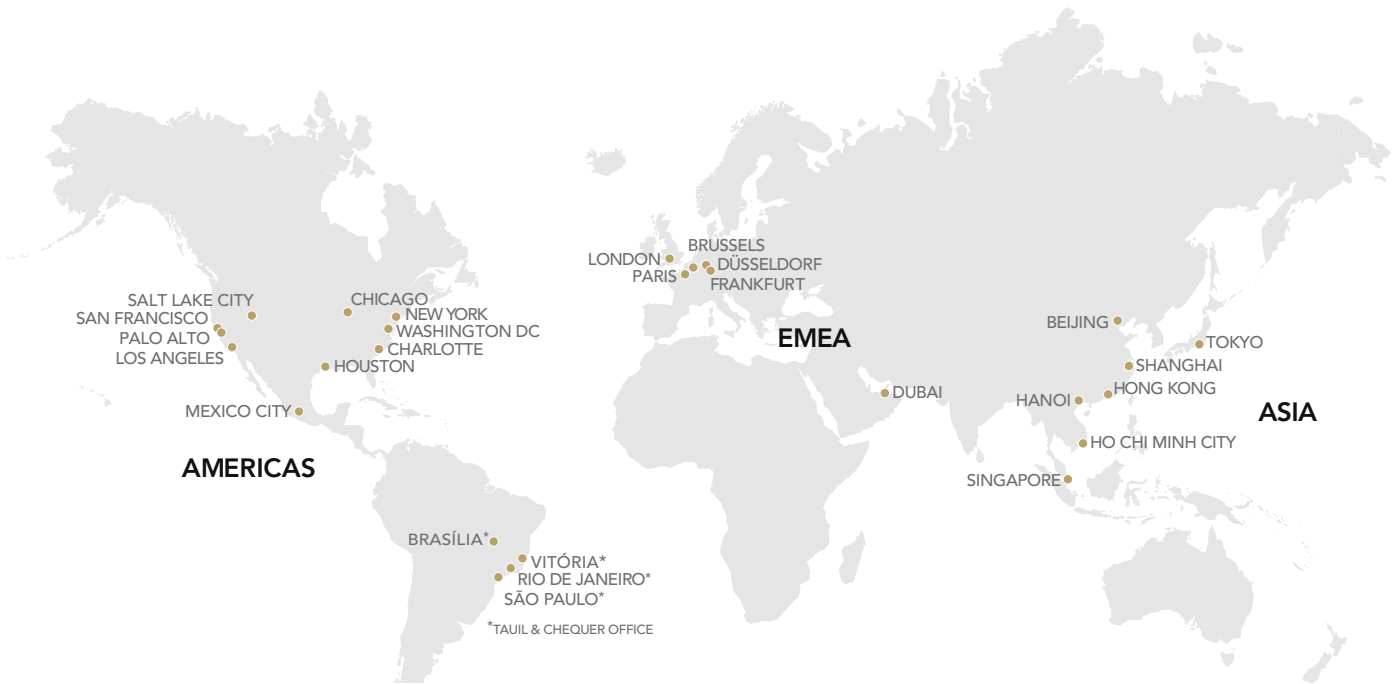 BRUSSELS
LONDON
DÜSSELDORF
PARIS
FRANKFURT
SALT LAKE CITY
CHICAGO
SAN FRANCISCO
NEW YORK
PALO ALTO
WASHINGTON DC
LOS ANGELES
CHARLOTTE
HOUSTON
MEXICO CITY
AMERICAS
EMEA
DUBAI
BEIJING
TOKYO
SHANGHAI
HONG KONG
HANOI
ASIA
HO CHI MINH CITY
SINGAPORE
BRASÍLIA*
VITÓRIA*
RIO DE JANEIRO*
SÃO PAULO*
*TAUIL & CHEQUER OFFICE